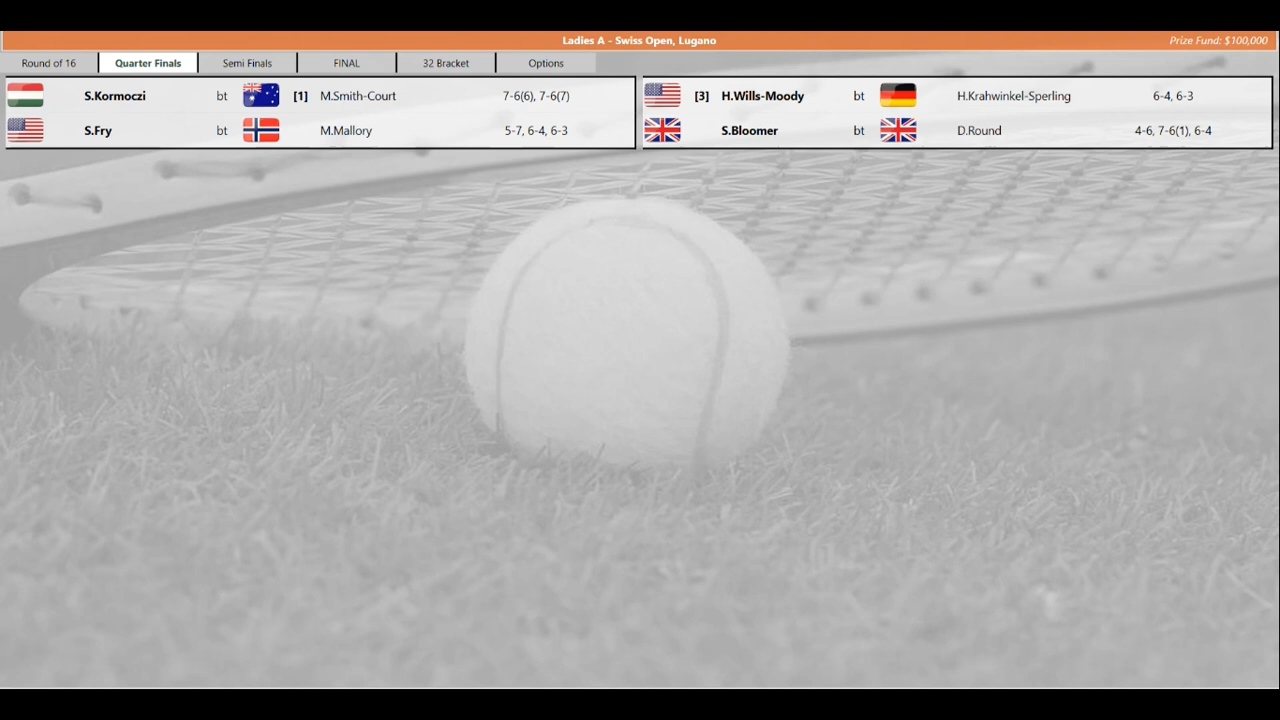 Ladies A - Swiss Open, Lugano Prize Fund: $100,000
Round of 16 Quarter Finals Semi Finals FINAL 32 Bracket Options
S.Kormoczi bt [1] M.Smith-Court 7-6(6), 7-6(7)
S.Fry bt M.Mallory 5-7, 6-4, 6-3
[3] H.Wills-Moody bt H.Krahwinkel-Sperling 6-4, 6-3
S.Bloomer bt D.Round 4-6, 7-6(1), 6-4